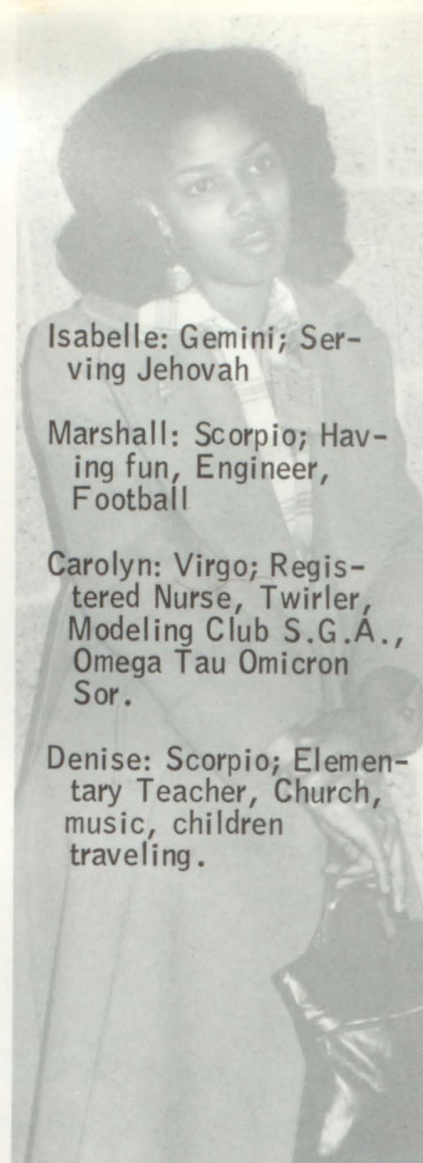 Isabelle: Gemini; Ser-
ving Jehovah
Marshall: Scorpio; Hav-
ing fun, Engineer,
Football
Carolyn: Virgo; Regis-
tered Nurse, Twirler,
Modeling Club S.G.A.,
Omega Tau Omicron
Sor.
Denise: Scorpio; Elemen-
tary Teacher, Church,
music, children
traveling.